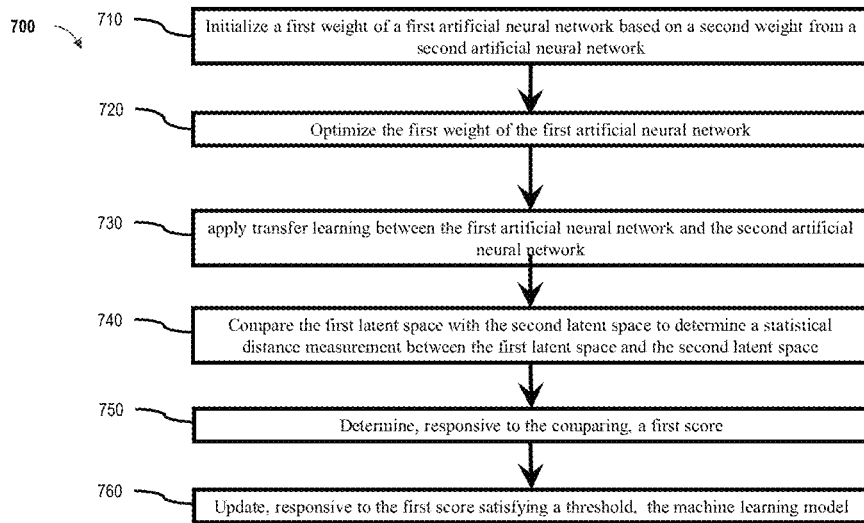 700
710
Initialize a first weight of a first artificial neural network based on a second weight from a
second artificial neural network
720
Optimize the first weight of the first artificial neural network
730
apply transfer learning between the first artificial neural network and the second artificial
neural network
740
Compare the first latent space with the second latent space to determine a statistical
distance measurement between the first latent space and the second latent space
750
Determine, responsive to the comparing, a first score
760
Update, responsive to the first score satisfying a threshold, the machine learning model